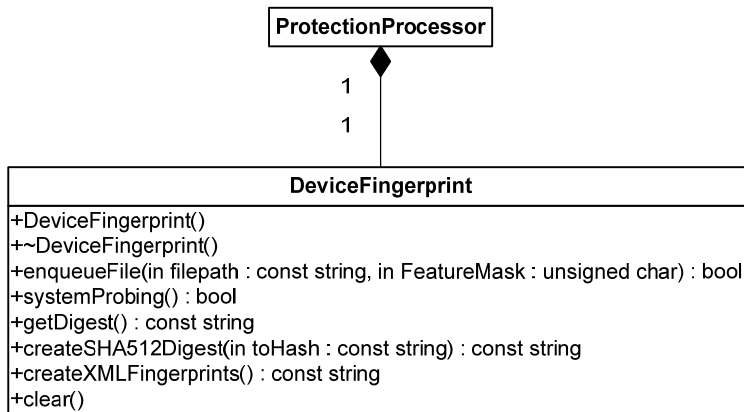 ProtectionProcessor
1
1
DeviceFingerprint
+DeviceFingerprint()
+~DeviceFingerprint()
+enqueueFile(in filepath : const string, in FeatureMask : unsigned char) : bool
+systemProbing() : bool
+getDigest() : const string
+createSHA512Digest(in toHash : const string) : const string
+createXMLFingerprints() : const string
+clear()